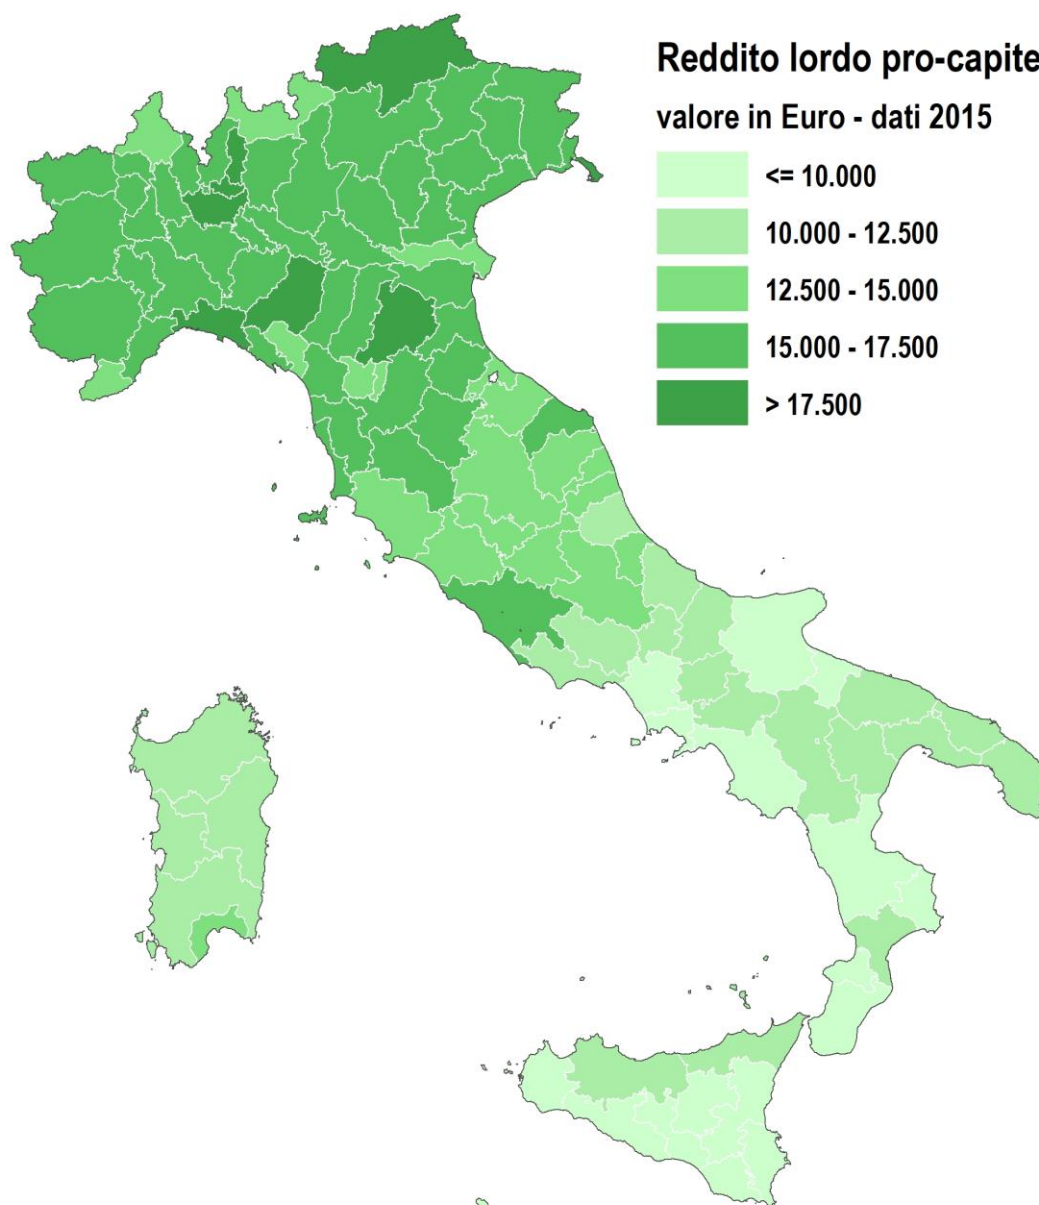 Reddito lordo pro-capite
valore in Euro - dati 2015
<= 10.000
10.000 - 12.500
12.500 - 15.000
15.000 - 17.500
> 17.500